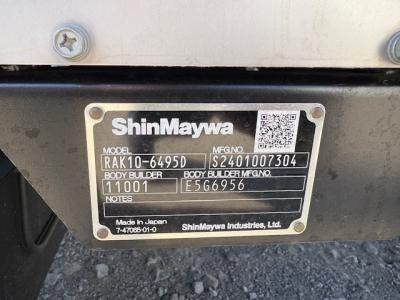 ShinMaywa
MODEL MFG.NO.
RAK10-6495D S2401007304
BODY BUILDER BODY BUILDER MFG.NO.
11001 E5G6956
NOTES
Made in Japan
7-47065-01-0 ShinMaywa Industries, Ltd.